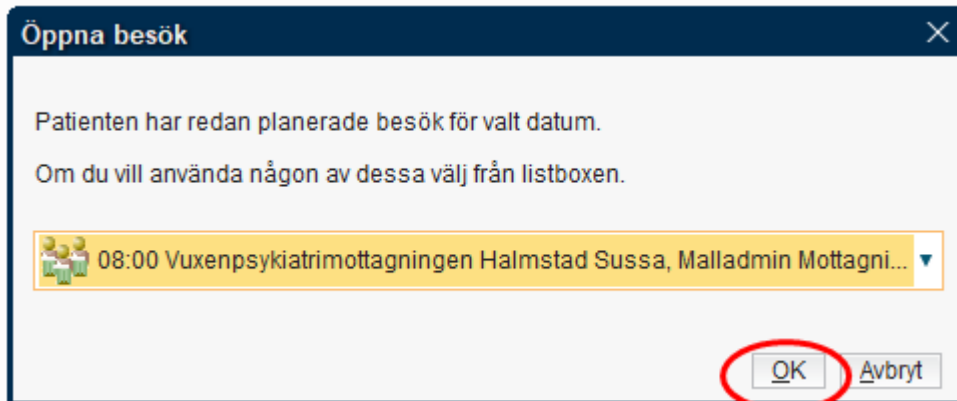 Öppna besök
Patienten har redan planerade besök för valt datum.
Om du vill använda någon av dessa välj från listboxen.
08:00 Vuxenpsykiatrimottagningen Halmstad Sussa, Malladmin Mottagni...
OK Avbryt